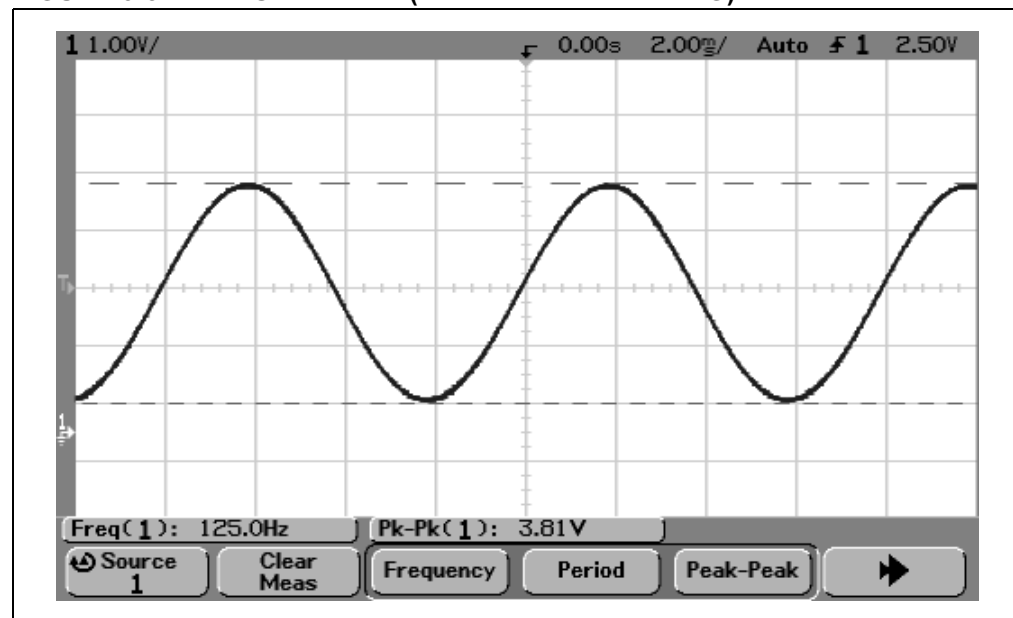 1 1.00V/ 0.00s 2.00ms/ Auto 1 2.50V
T
1
Freq(1): 125.0Hz Pk-Pk(1): 3.81V
Source 1 Clear Meas Frequency Period Peak-Peak